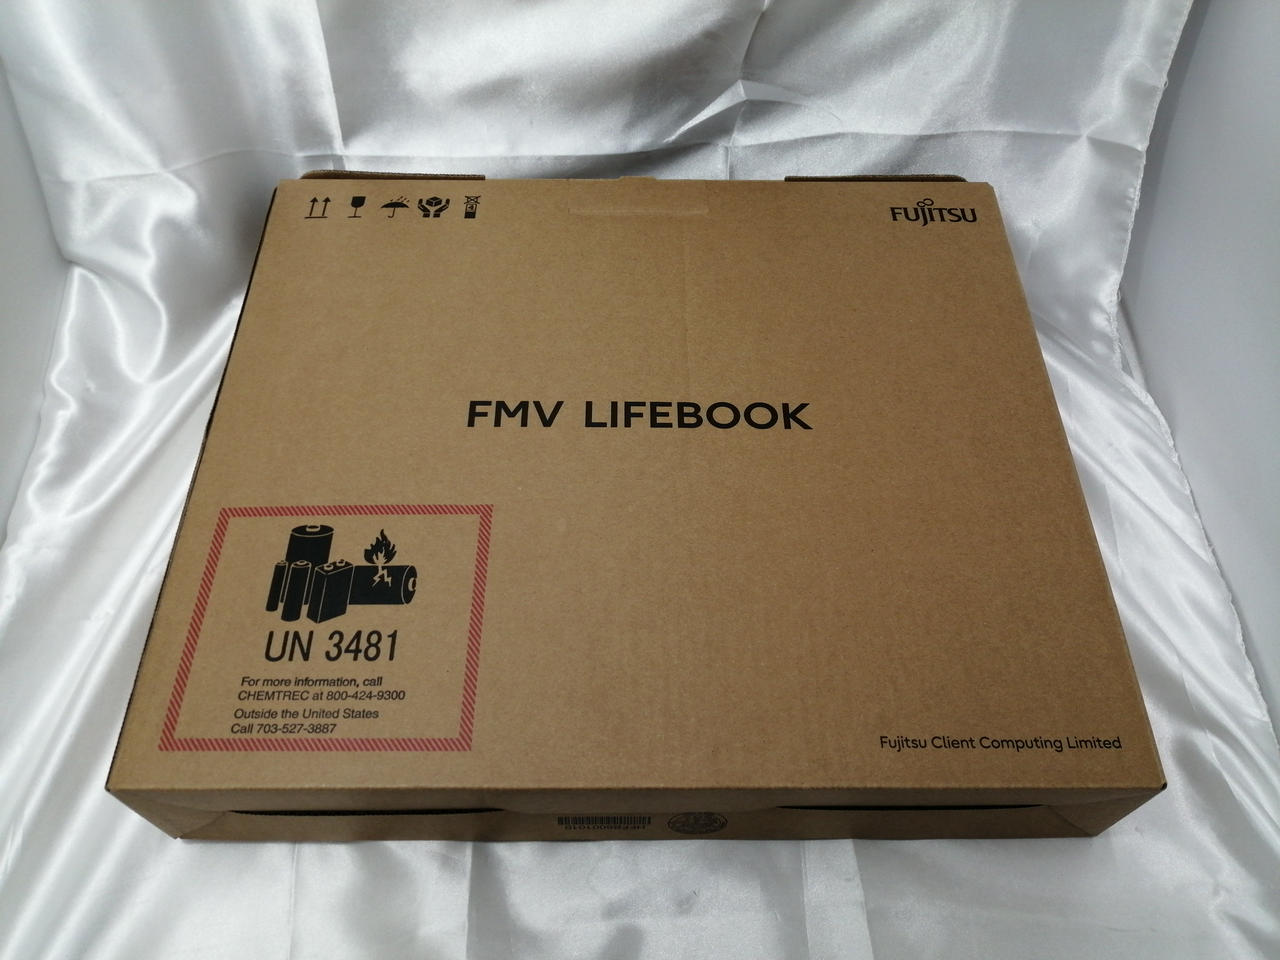 FUJITSU
FMV LIFEBOOK
UN 3481
For more information, call
CHEMTREC at 800-424-9300
Outside the United States
Call 703-527-3887
Fujitsu Client Computing Limited